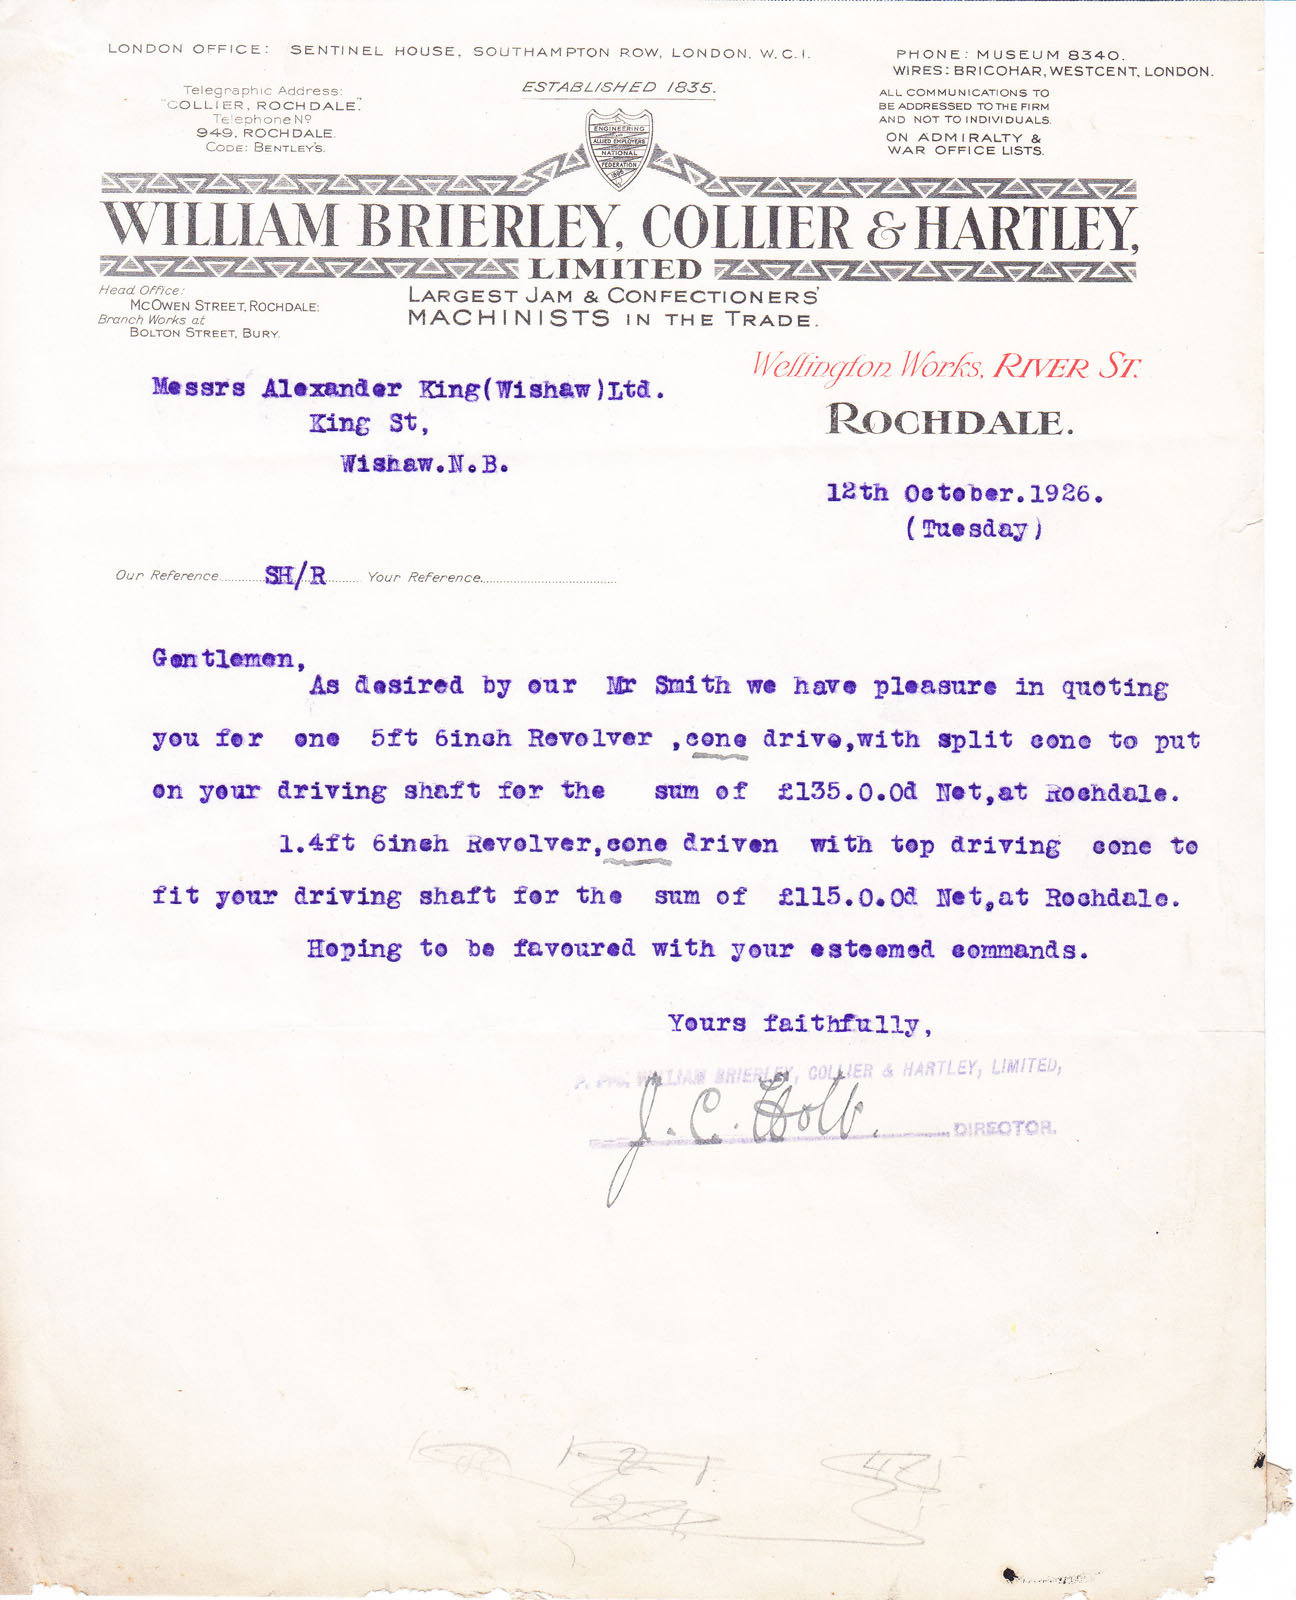 LONDON OFFICE: SENTINEL HOUSE, SOUTHAMPTON ROW, LONDON, W.C.1.
PHONE: MUSEUM 8340.
WIRES: BRICOHAR, WESTCENT, LONDON.
Telegraphic Address:
"COLLIER, ROCHDALE."
Telephone Nº
949, ROCHDALE.
CODE: BENTLEY'S.
ESTABLISHED 1835.
ALL COMMUNICATIONS TO
BE ADDRESSED TO THE FIRM
AND NOT TO INDIVIDUALS.
ON ADMIRALTY &
WAR OFFICE LISTS.
ENGINEERING
AND
ALLIED EMPLOYERS
NATIONAL
FEDERATION
WILLIAM BRIERLEY, COLLIER & HARTLEY,
LIMITED
Head Office:
MCOWEN STREET, ROCHDALE:
Branch Works at
BOLTON STREET, BURY.
LARGEST JAM & CONFECTIONERS'
MACHINISTS IN THE TRADE.
Wellington Works, RIVER ST.
ROCHDALE.
Messrs Alexander King(Wishaw)Ltd.
King St,
Wishaw.N.B.
12th October.1926.
(Tuesday)
Our Reference SH/R Your Reference
Gentlemen,
As desired by our Mr Smith we have pleasure in quoting
you for one 5ft 6inch Revolver ,cone drive,with split cone to put
on your driving shaft for the sum of £135.0.0d Net,at Rochdale.
1.4ft 6inch Revolver,cone driven with top driving cone to
fit your driving shaft for the sum of £115.0.0d Net,at Rochdale.
Hoping to be favoured with your esteemed commands.
Yours faithfully,
P. Pro. WILLIAM BRIERLEY, COLLIER & HARTLEY, LIMITED,
J. C. Holt.
DIRECTOR.